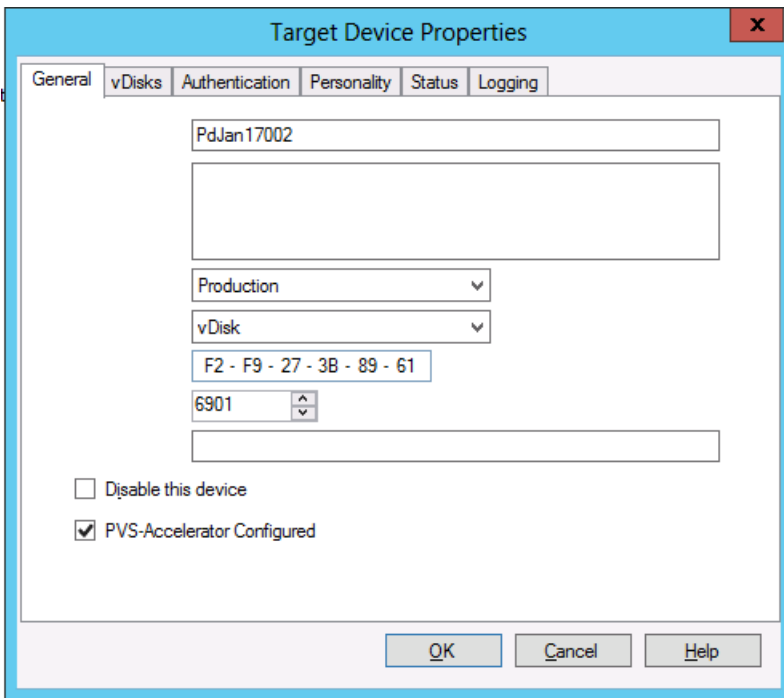 Target Device Properties
x
General vDisks Authentication Personality Status Logging
t
PdJan17002
Production
vDisk
F2 - F9 - 27 - 3B - 89 - 61
6901
Disable this device
PVS-Accelerator Configured
OK Cancel Help